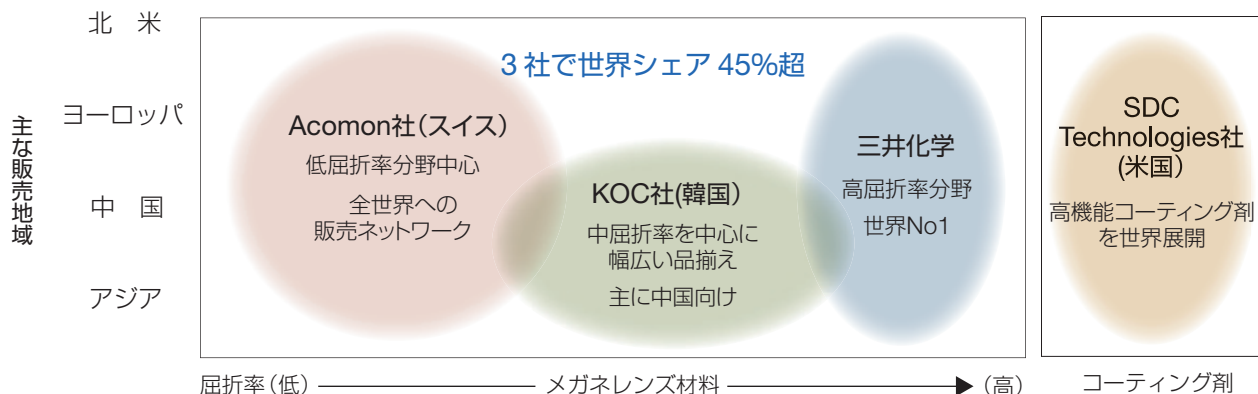 主な販売地域
北　米
ヨーロッパ
中　国
アジア
3社で世界シェア 45%超
Acomon社(スイス)
低屈折率分野中心
全世界への
販売ネットワーク
KOC社(韓国)
中屈折率を中心に
幅広い品揃え
主に中国向け
三井化学
高屈折率分野
世界No1
SDC
Technologies社
(米国)
高機能コーティング剤
を世界展開
屈折率(低) メガネレンズ材料 (高)
コーティング剤